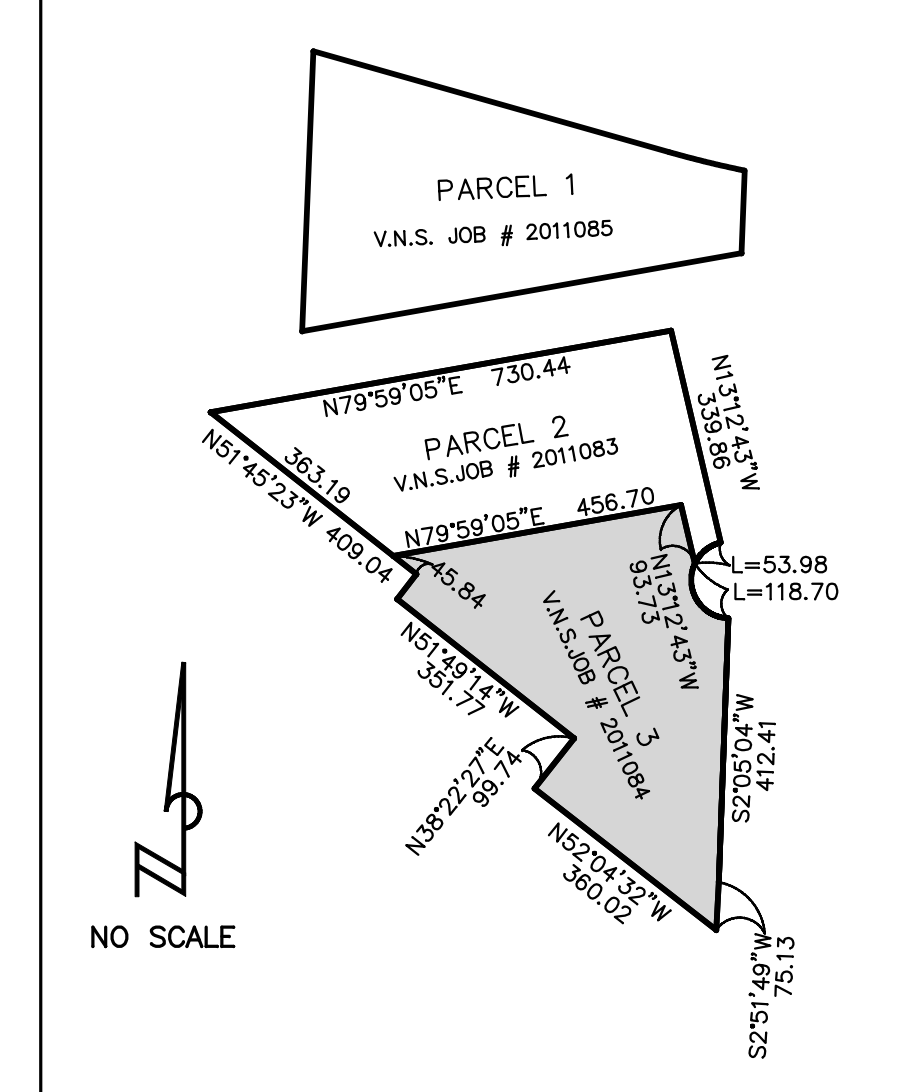 PARCEL 1
V.N.S. JOB # 2011085
N79°59'05"E 730.44
N13°12'43"W
339.86
PARCEL 2
V.N.S.JOB # 2011083
363.19
N51°45'23"W 409.04
N79°59'05"E 456.70
45.84
L=53.98
L=118.70
N13°12'43"W
93.73
PARCEL 3
V.N.S.JOB # 2011084
N51°49'14"W
351.77
N38°22'27"E
99.74
S2°05'04"W
412.41
N52°04'32"W
360.02
NO SCALE
S2°51'49"W
75.13